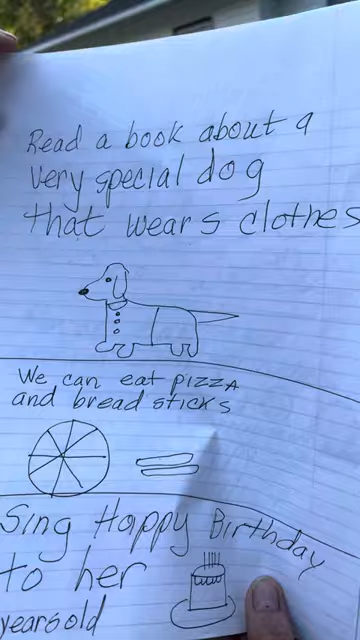 Read a book about a
very special dog
that wears clothes
We can eat pizza
and bread sticks
Sing Happy Birthday
to her
years old